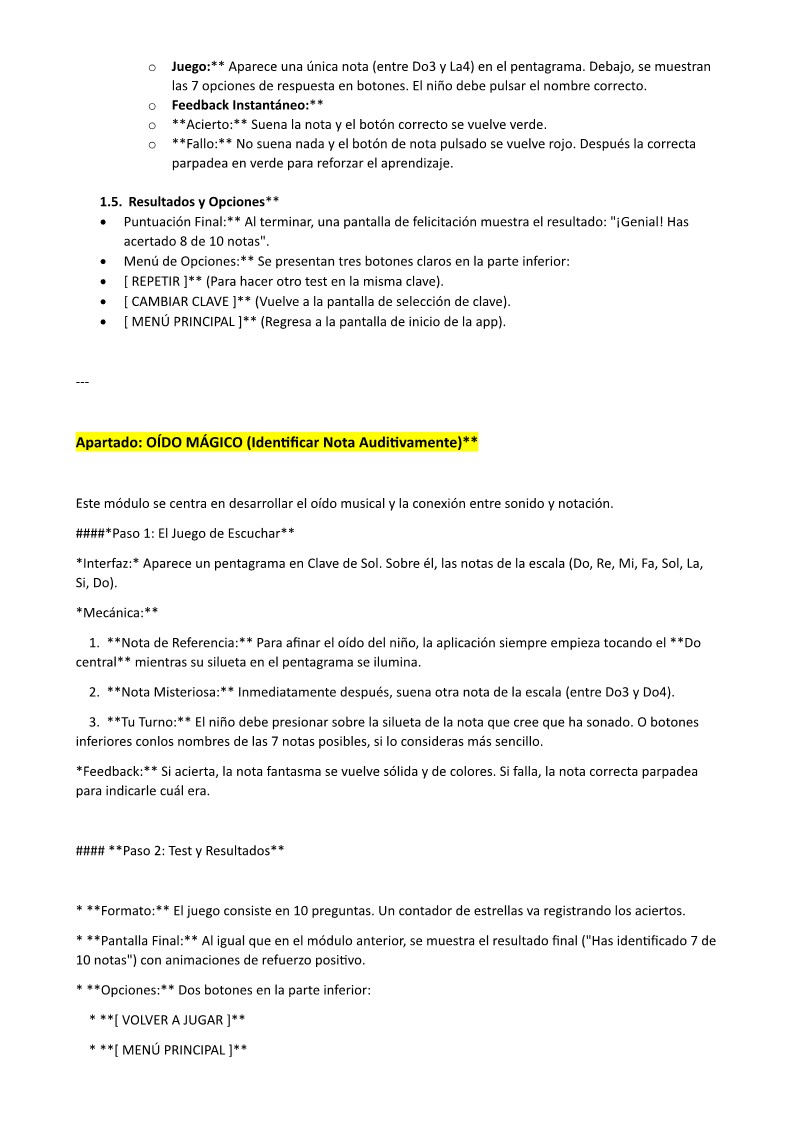 ○ Juego:** Aparece una única nota (entre Do3 y La4) en el pentagrama. Debajo, se muestran
las 7 opciones de respuesta en botones. El niño debe pulsar el nombre correcto.
○ Feedback Instantáneo:**
○ **Acierto:** Suena la nota y el botón correcto se vuelve verde.
○ **Fallo:** No suena nada y el botón de nota pulsado se vuelve rojo. Después la correcta
parpadea en verde para reforzar el aprendizaje.
1.5. Resultados y Opciones**
• Puntuación Final:** Al terminar, una pantalla de felicitación muestra el resultado: "¡Genial! Has
acertado 8 de 10 notas".
• Menú de Opciones:** Se presentan tres botones claros en la parte inferior:
• [ REPETIR ]** (Para hacer otro test en la misma clave).
• [ CAMBIAR CLAVE ]** (Vuelve a la pantalla de selección de clave).
• [ MENÚ PRINCIPAL ]** (Regresa a la pantalla de inicio de la app).
---
Apartado: OÍDO MÁGICO (Identificar Nota Auditivamente)**
Este módulo se centra en desarrollar el oído musical y la conexión entre sonido y notación.
####*Paso 1: El Juego de Escuchar**
*Interfaz:* Aparece un pentagrama en Clave de Sol. Sobre él, las notas de la escala (Do, Re, Mi, Fa, Sol, La,
Si, Do).
*Mecánica:**
1. **Nota de Referencia:** Para afinar el oído del niño, la aplicación siempre empieza tocando el **Do
central** mientras su silueta en el pentagrama se ilumina.
2. **Nota Misteriosa:** Inmediatamente después, suena otra nota de la escala (entre Do3 y Do4).
3. **Tu Turno:** El niño debe presionar sobre la silueta de la nota que cree que ha sonado. O botones
inferiores conlos nombres de las 7 notas posibles, si lo consideras más sencillo.
*Feedback:** Si acierta, la nota fantasma se vuelve sólida y de colores. Si falla, la nota correcta parpadea
para indicarle cuál era.
#### **Paso 2: Test y Resultados**
* **Formato:** El juego consiste en 10 preguntas. Un contador de estrellas va registrando los aciertos.
* **Pantalla Final:** Al igual que en el módulo anterior, se muestra el resultado final ("Has identificado 7 de
10 notas") con animaciones de refuerzo positivo.
* **Opciones:** Dos botones en la parte inferior:
* **[ VOLVER A JUGAR ]**
* **[ MENÚ PRINCIPAL ]**